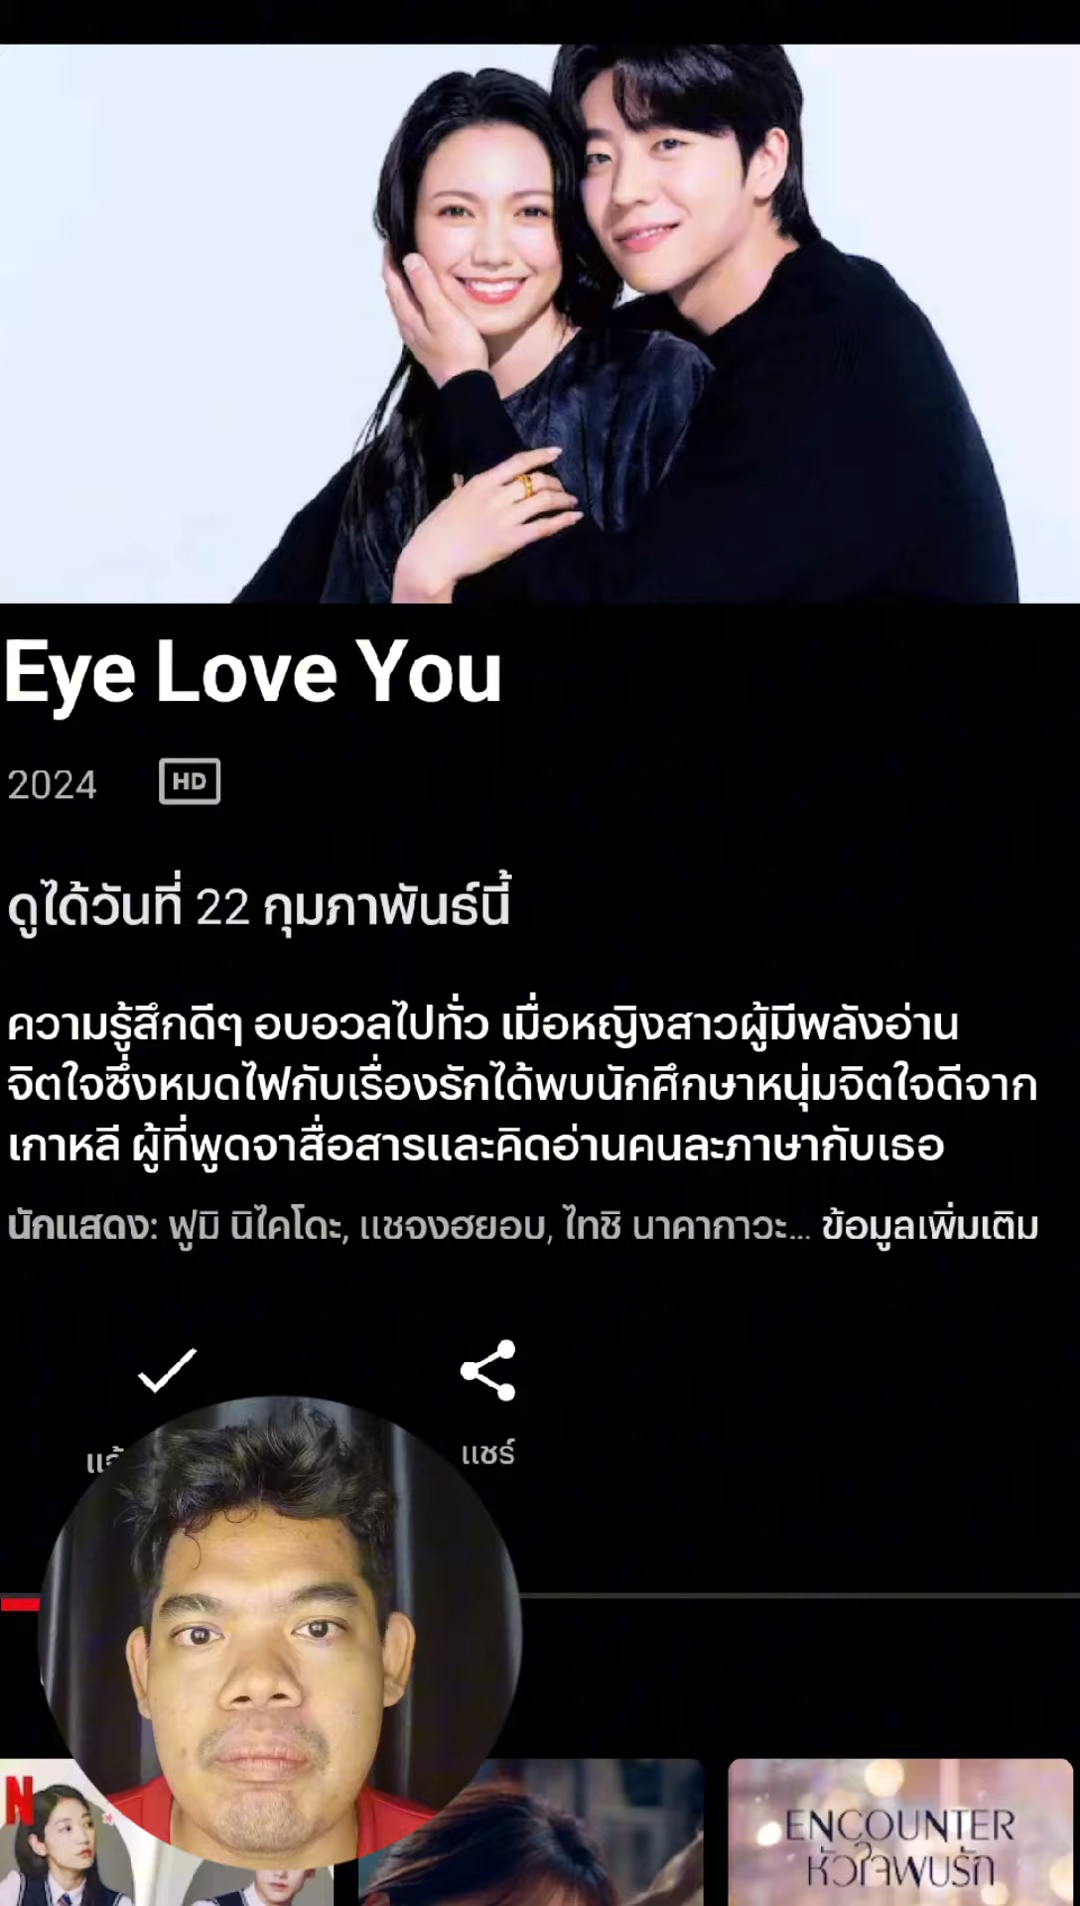 Eye Love You
2024 HD
ดูได้วันที่ 22 กุมภาพันธ์นี้
ความรู้สึกดีๆ อบอวลไปทั่ว เมื่อหญิงสาวผู้มีพลังอ่าน
จิตใจซึ่งหมดไฟกับเรื่องรักได้พบนักศึกษาหนุ่มจิตใจดีจาก
เกาหลี ผู้ที่พูดจาสื่อสารและคิดอ่านคนละภาษากับเธอ
นักแสดง: ฟูมิ นิไคโดะ, แชจงฮยอบ, ไทชิ นาคากาวะ... ข้อมูลเพิ่มเติม
แชร์
N
ENCOUNTER
หัวใจพบรัก